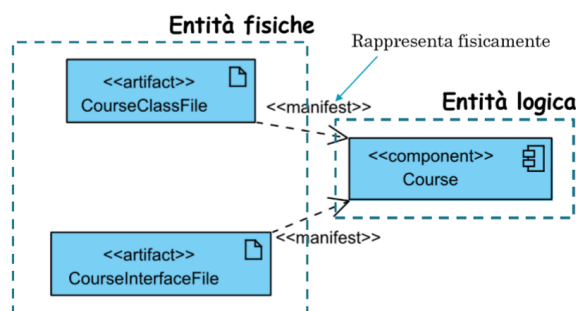 Entità fisiche
Rappresenta fisicamente
<<artifact>>
CourseClassFile
<<manifest>>
Entità logica
<<component>>
Course
<<manifest>>
<<artifact>>
CourseInterfaceFile